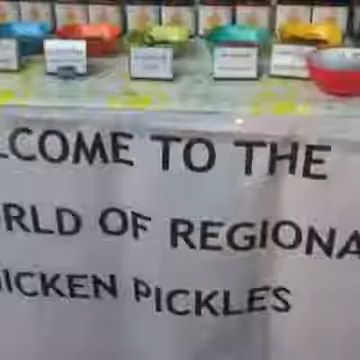 LCOME TO THE
RLD OF REGIONA
ICKEN PICKLES